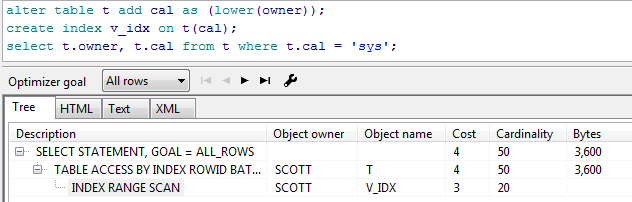 alter table t add cal as (lower(owner));
create index v_idx on t(cal);
select t.owner, t.cal from t where t.cal = 'sys';
Optimizer goal All rows
Tree HTML Text XML
Description Object owner Object name Cost Cardinality Bytes
SELECT STATEMENT, GOAL = ALL_ROWS 4 50 3,600
TABLE ACCESS BY INDEX ROWID BAT... SCOTT T 4 50 3,600
INDEX RANGE SCAN SCOTT V_IDX 3 20